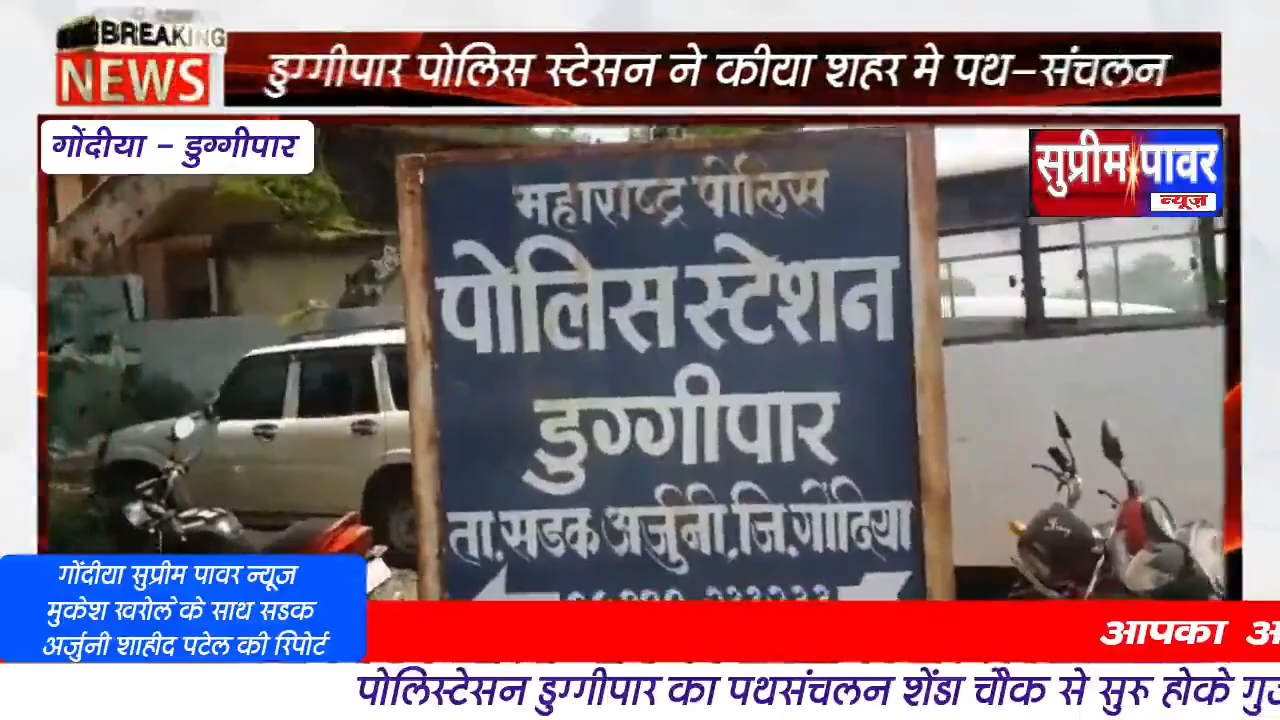 BREAKING
NEWS
डुग्गीपार पोलिस स्टेसन ने कीया शहर मे पथ-संचलन
गोंदीया - डुग्गीपार
सुप्रीम पावर
न्यूज़
महाराष्ट्र पोलिस
पोलिस स्टेशन
डुग्गीपार
ता.सडक अर्जुनी.जि.गोंदिया
गोंदीया सुप्रीम पावर न्यूज
मुकेश खरोले के साथ सडक
अर्जुनी शाहीद पटेल की रिपोर्ट
आपका
पोलिस्टेसन डुग्गीपार का पथसंचलन शेंडा चौक से सुरु होके